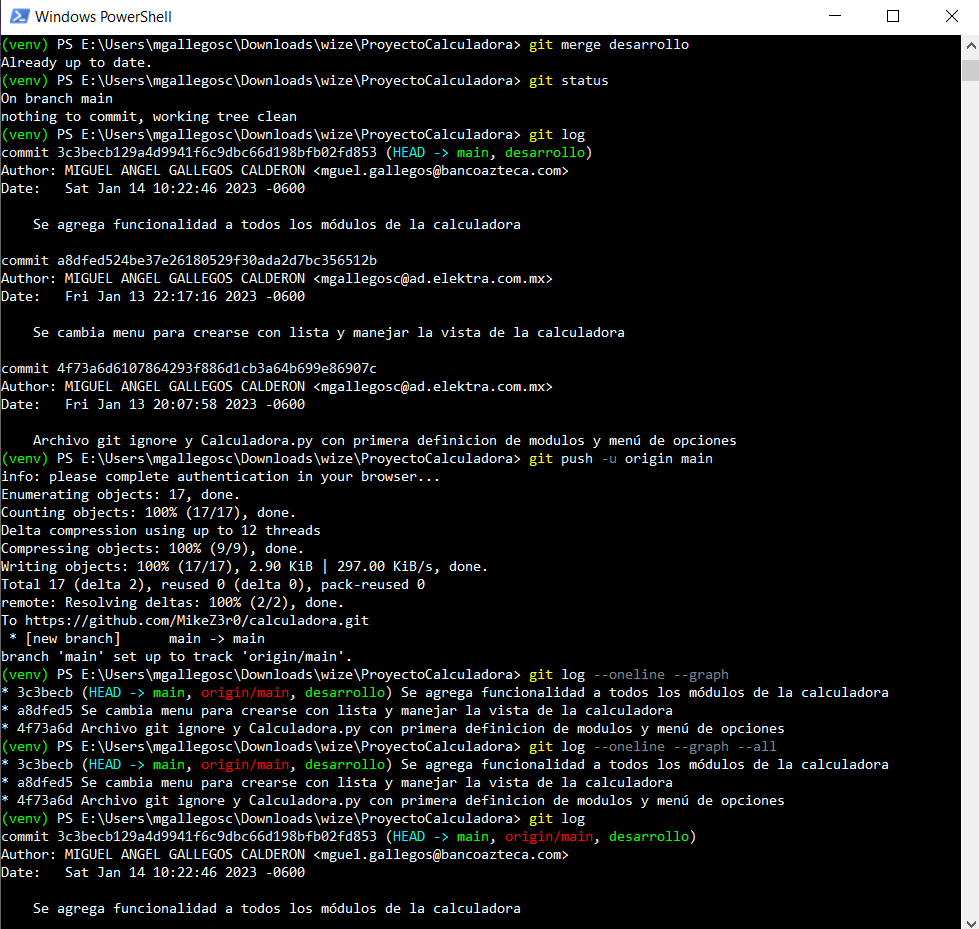 Windows PowerShell
(venv) PS E:\Users\mgallegosc\Downloads\wize\ProyectoCalculadora> git merge desarrollo
Already up to date.
(venv) PS E:\Users\mgallegosc\Downloads\wize\ProyectoCalculadora> git status
On branch main
nothing to commit, working tree clean
(venv) PS E:\Users\mgallegosc\Downloads\wize\ProyectoCalculadora> git log
commit 3c3becb129a4d9941f6c9dbc66d198bfb02fd853 (HEAD -> main, desarrollo)
Author: MIGUEL ANGEL GALLEGOS CALDERON <mguel.gallegos@bancoazteca.com>
Date:   Sat Jan 14 10:22:46 2023 -0600
    Se agrega funcionalidad a todos los módulos de la calculadora
commit a8dfed524be37e26180529f30ada2d7bc356512b
Author: MIGUEL ANGEL GALLEGOS CALDERON <mgallegosc@ad.elektra.com.mx>
Date:   Fri Jan 13 22:17:16 2023 -0600
    Se cambia menu para crearse con lista y manejar la vista de la calculadora
commit 4f73a6d6107864293f886d1cb3a64b699e86907c
Author: MIGUEL ANGEL GALLEGOS CALDERON <mgallegosc@ad.elektra.com.mx>
Date:   Fri Jan 13 20:07:58 2023 -0600
    Archivo git ignore y Calculadora.py con primera definicion de modulos y menú de opciones
(venv) PS E:\Users\mgallegosc\Downloads\wize\ProyectoCalculadora> git push -u origin main
info: please complete authentication in your browser...
Enumerating objects: 17, done.
Counting objects: 100% (17/17), done.
Delta compression using up to 12 threads
Compressing objects: 100% (9/9), done.
Writing objects: 100% (17/17), 2.90 KiB | 297.00 KiB/s, done.
Total 17 (delta 2), reused 0 (delta 0), pack-reused 0
remote: Resolving deltas: 100% (2/2), done.
To https://github.com/MikeZ3r0/calculadora.git
 * [new branch]      main -> main
branch 'main' set up to track 'origin/main'.
(venv) PS E:\Users\mgallegosc\Downloads\wize\ProyectoCalculadora> git log --oneline --graph
* 3c3becb (HEAD -> main, origin/main, desarrollo) Se agrega funcionalidad a todos los módulos de la calculadora
* a8dfed5 Se cambia menu para crearse con lista y manejar la vista de la calculadora
* 4f73a6d Archivo git ignore y Calculadora.py con primera definicion de modulos y menú de opciones
(venv) PS E:\Users\mgallegosc\Downloads\wize\ProyectoCalculadora> git log --oneline --graph --all
* 3c3becb (HEAD -> main, origin/main, desarrollo) Se agrega funcionalidad a todos los módulos de la calculadora
* a8dfed5 Se cambia menu para crearse con lista y manejar la vista de la calculadora
* 4f73a6d Archivo git ignore y Calculadora.py con primera definicion de modulos y menú de opciones
(venv) PS E:\Users\mgallegosc\Downloads\wize\ProyectoCalculadora> git log
commit 3c3becb129a4d9941f6c9dbc66d198bfb02fd853 (HEAD -> main, origin/main, desarrollo)
Author: MIGUEL ANGEL GALLEGOS CALDERON <mguel.gallegos@bancoazteca.com>
Date:   Sat Jan 14 10:22:46 2023 -0600
    Se agrega funcionalidad a todos los módulos de la calculadora